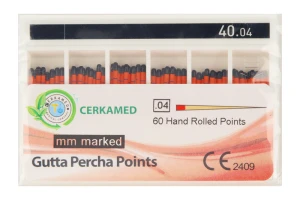 40.04
CERKAMED
.04
60 Hand Rolled Points
mm marked
Gutta Percha Points
CE 2409